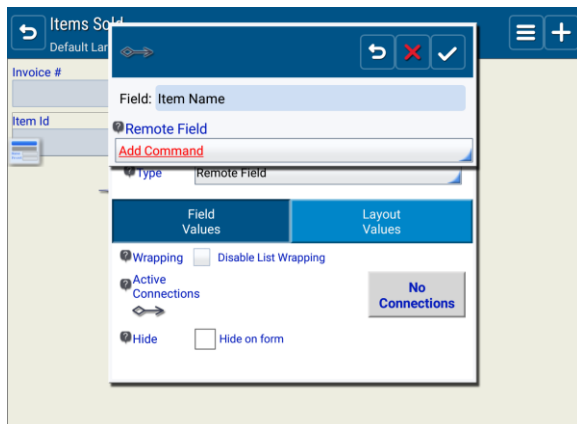 Items So
Default Lar
Invoice #
Item Id
Field: Item Name
Remote Field
Add Command
Type Remote Field
Field
Values
Layout
Values
Wrapping Disable List Wrapping
Active
Connections
No
Connections
Hide Hide on form